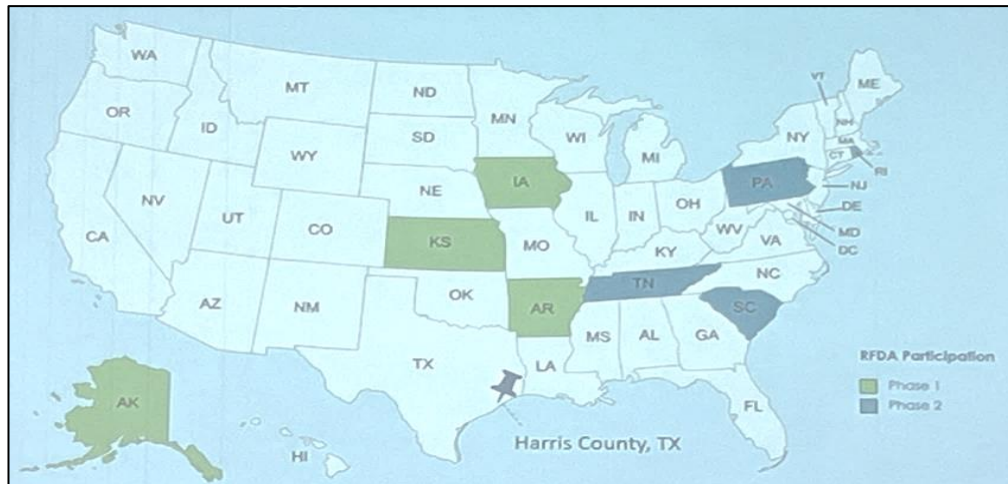 WA
MT
ND
MN
VT
ME
OR
ID
SD
WI
MI
NY
NH
MA
CT
RI
WY
IA
PA
NJ
NE
NV
UT
CO
IL
IN
OH
DE
MD
DC
WV
VA
CA
KS
MO
KY
NC
AZ
NM
OK
AR
TN
SC
MS
AL
GA
TX
LA
FL
AK
HI
Harris County, TX
RFDA Participation
Phase 1
Phase 2